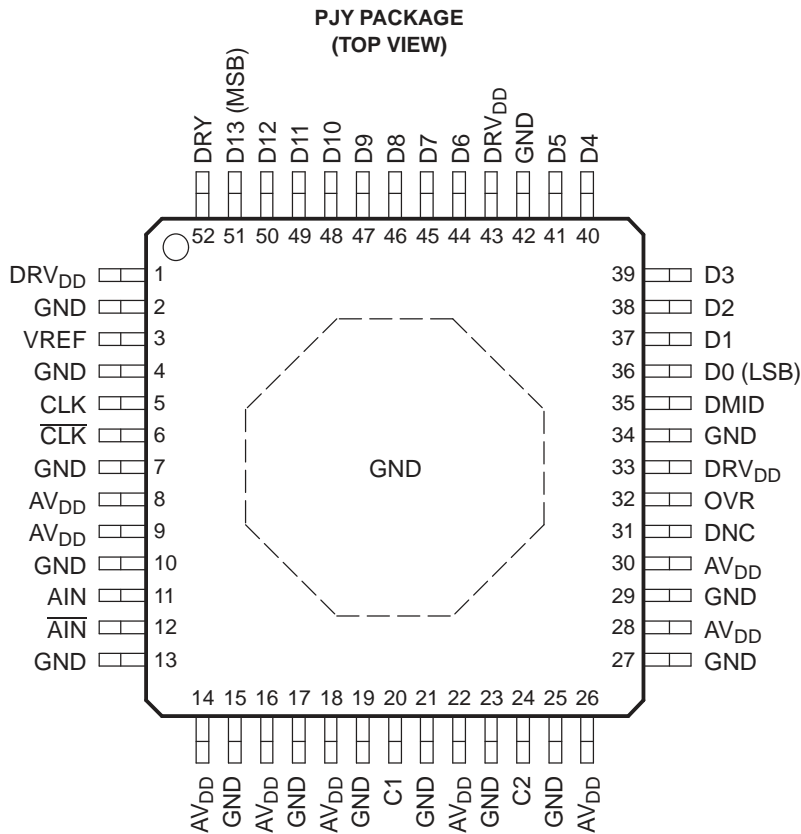 PJY PACKAGE
(TOP VIEW)
DRY
D13 (MSB)
D12
D11
D10
D9
D8
D7
D6
DRVDD
GND
D5
D4
52 51 50 49 48 47 46 45 44 43 42 41 40
DRVDD 1
GND 2
VREF 3
GND 4
CLK 5
CLK 6
GND 7
AVDD 8
AVDD 9
GND 10
AIN 11
AIN 12
GND 13
GND
39 D3
38 D2
37 D1
36 D0 (LSB)
35 DMID
34 GND
33 DRVDD
32 OVR
31 DNC
30 AVDD
29 GND
28 AVDD
27 GND
14 15 16 17 18 19 20 21 22 23 24 25 26
AVDD
GND
AVDD
GND
AVDD
GND
C1
GND
AVDD
GND
C2
GND
AVDD